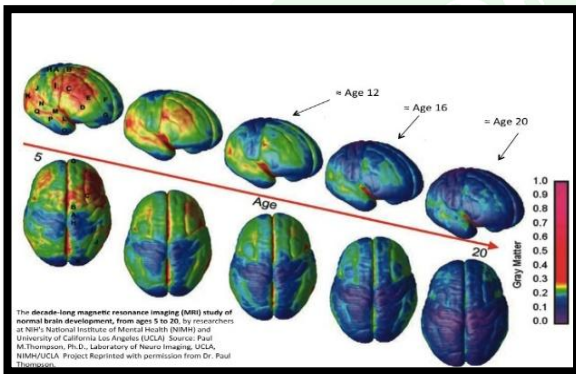 ≈ Age 12
≈ Age 16
≈ Age 20
5
Age
20
1.0
0.9
0.8
0.7
0.6
0.5
0.4
0.3
0.2
0.1
0.0
Gray Matter
The decade-long magnetic resonance imaging (MRI) study of
normal brain development, from ages 5 to 20, by researchers
at NIH's National Institute of Mental Health (NIMH) and
University of California Los Angeles (UCLA) Source: Paul
M.Thompson, Ph.D., Laboratory of Neuro Imaging, UCLA,
NIMH/UCLA Project Reprinted with permission from Dr. Paul
Thompson.